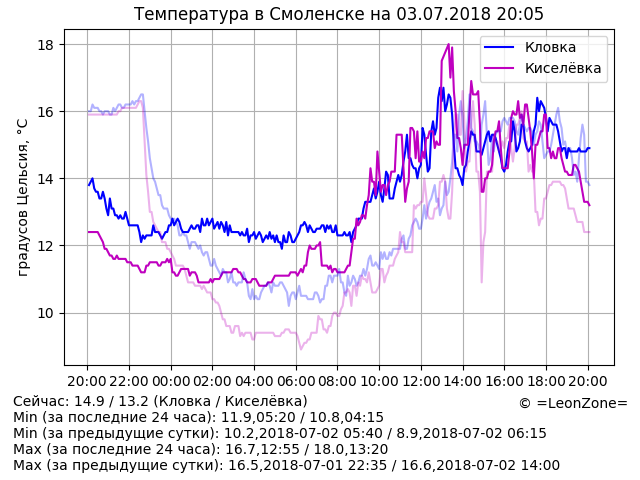 Температура в Смоленске на 03.07.2018 20:05
Кловка
Киселёвка
градусов Цельсия, °C
18
16
14
12
10
20:00 22:00 00:00 02:00 04:00 06:00 08:00 10:00 12:00 14:00 16:00 18:00 20:00
Сейчас: 14.9 / 13.2 (Кловка / Киселёвка)
© =LeonZone=
Min (за последние 24 часа): 11.9,05:20 / 10.8,04:15
Min (за предыдущие сутки): 10.2,2018-07-02 05:40 / 8.9,2018-07-02 06:15
Max (за последние 24 часа): 16.7,12:55 / 18.0,13:20
Max (за предыдущие сутки): 16.5,2018-07-01 22:35 / 16.6,2018-07-02 14:00